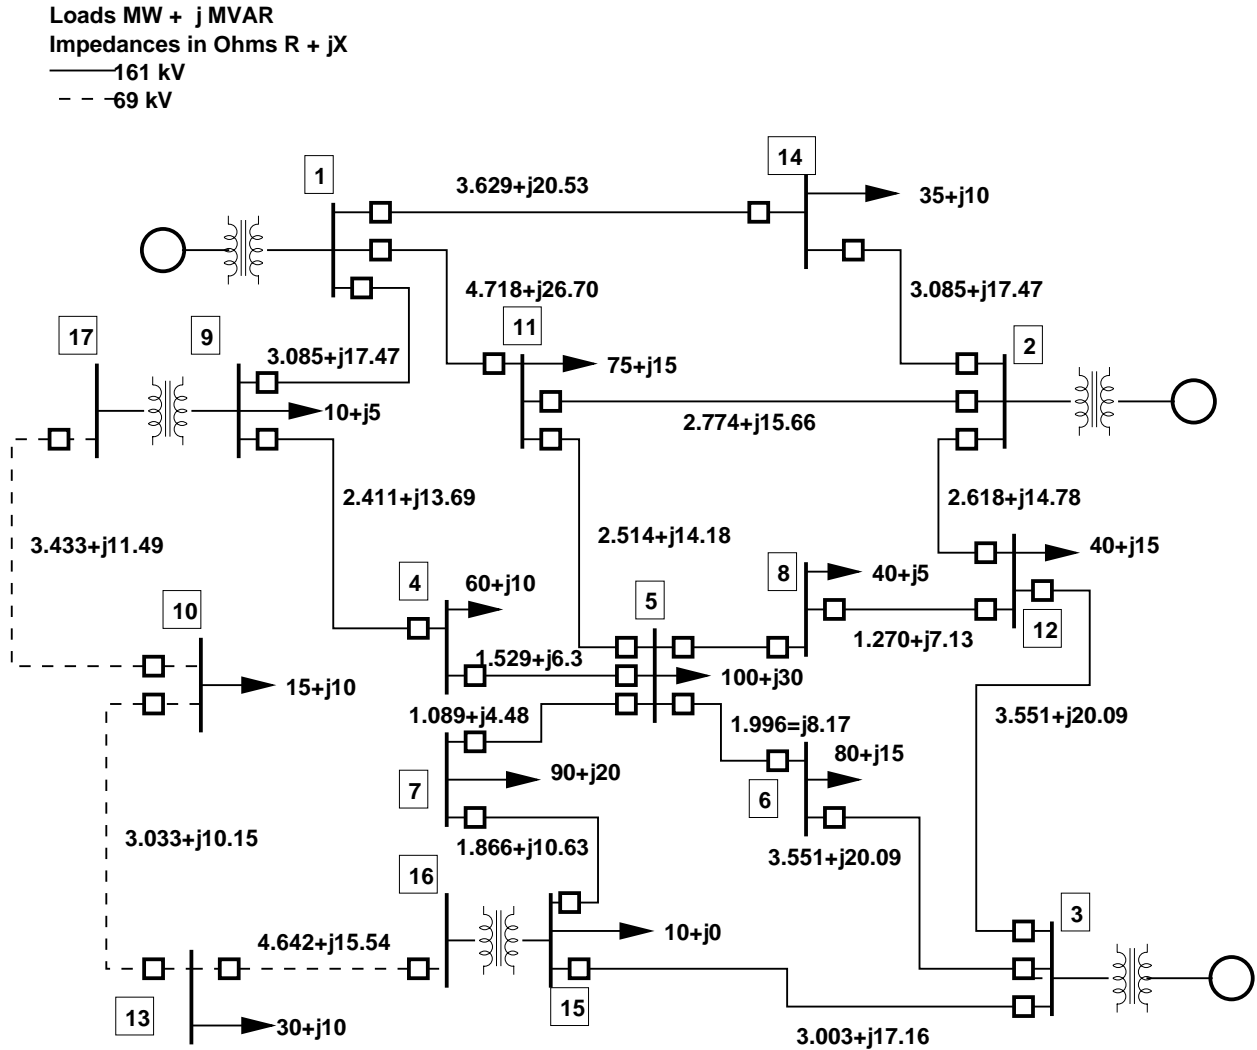 Loads MW + j MVAR
Impedances in Ohms R + jX
161 kV
69 kV
1
14
3.629+j20.53
35+j10
4.718+j26.70
3.085+j17.47
17
9
11
2
3.085+j17.47
75+j15
10+j5
2.774+j15.66
2.411+j13.69
2.618+j14.78
3.433+j11.49
2.514+j14.18
40+j15
4
60+j10
8
40+j5
10
5
1.270+j7.13
12
1.529+j6.3
15+j10
100+j30
1.089+j4.48
1.996=j8.17
3.551+j20.09
7
90+j20
80+j15
6
3.033+j10.15
1.866+j10.63
3.551+j20.09
16
3
4.642+j15.54
10+j0
13
30+j10
15
3.003+j17.16